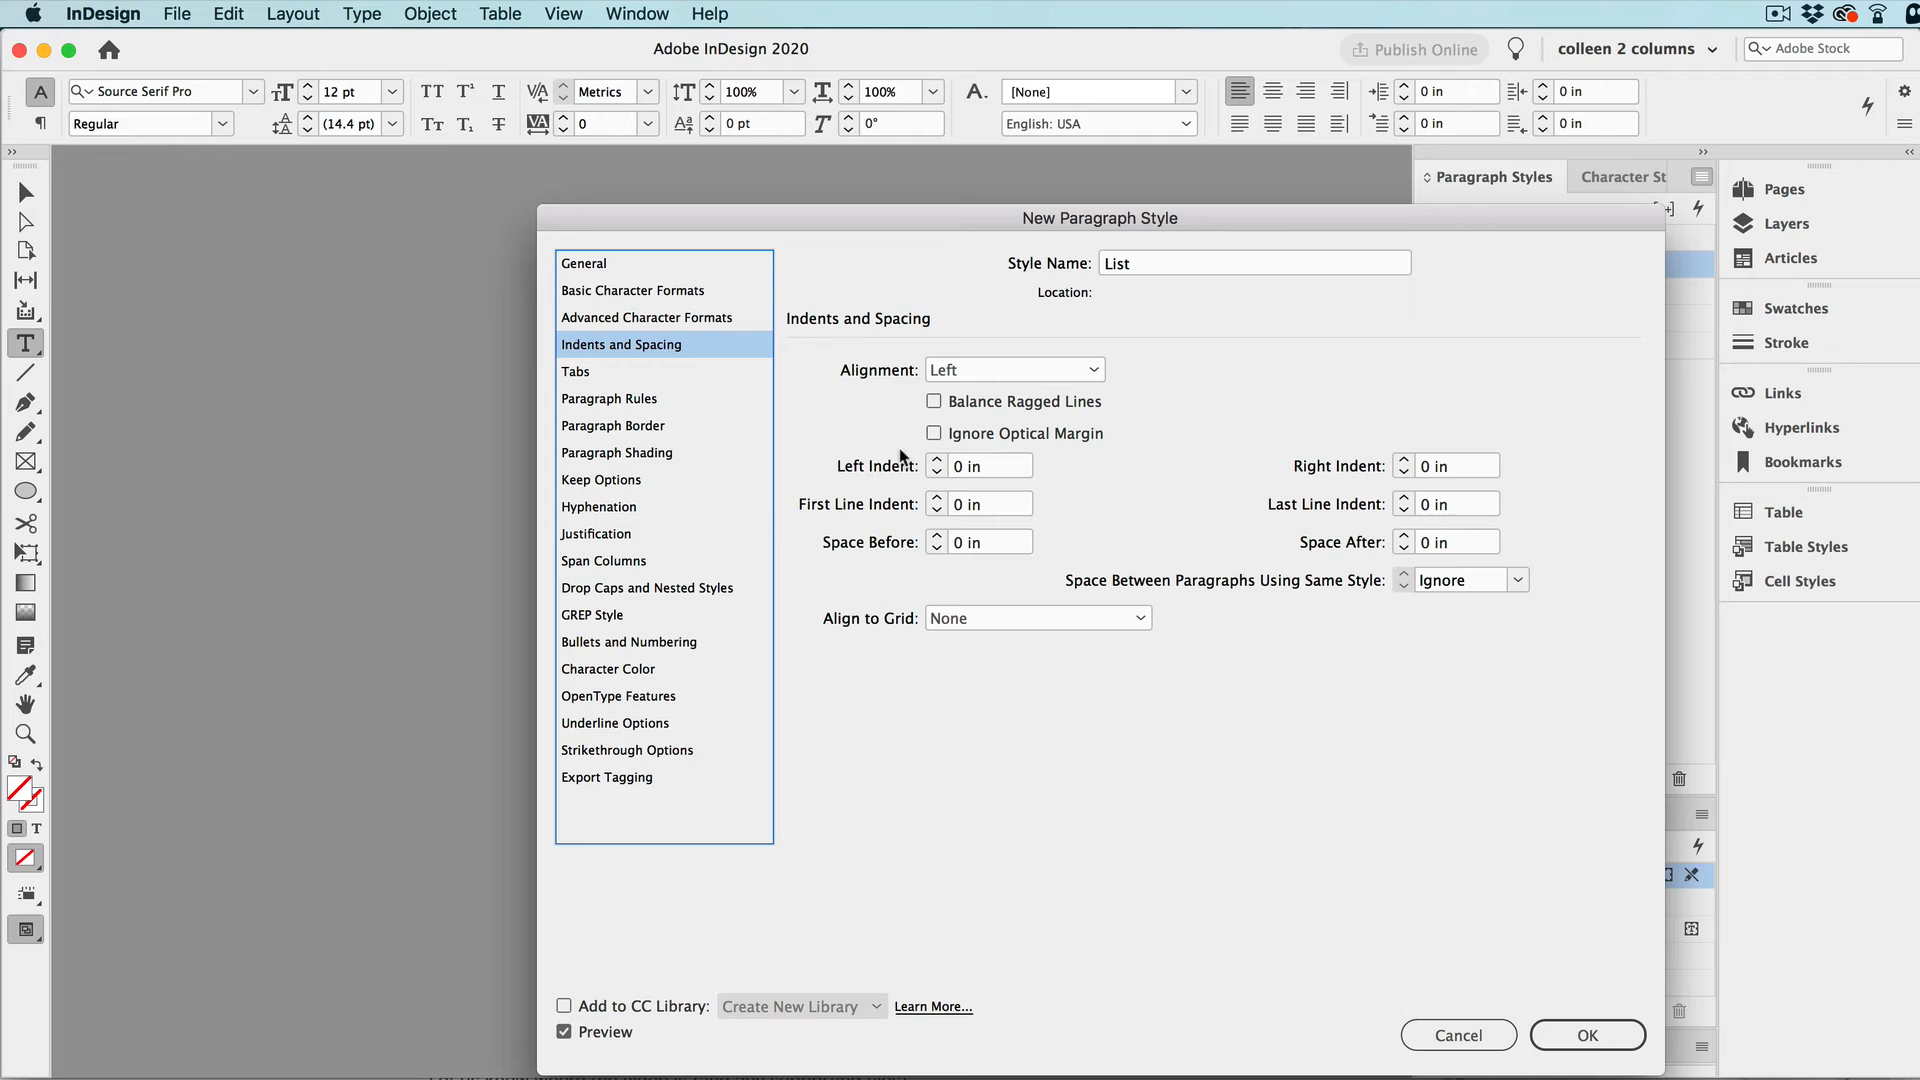 InDesign File Edit Layout Type Object Table View Window Help
Adobe InDesign 2020
Publish Online
colleen 2 columns
Adobe Stock
Source Serif Pro
12 pt
Metrics
100%
100%
[None]
0 in
0 in
Regular
(14.4 pt)
0
0 pt
0°
English: USA
0 in
0 in
Paragraph Styles
Character St
Pages
Layers
Articles
Swatches
Stroke
Links
Hyperlinks
Bookmarks
Table
Table Styles
Cell Styles
New Paragraph Style
General
Basic Character Formats
Advanced Character Formats
Indents and Spacing
Tabs
Paragraph Rules
Paragraph Border
Paragraph Shading
Keep Options
Hyphenation
Justification
Span Columns
Drop Caps and Nested Styles
GREP Style
Bullets and Numbering
Character Color
OpenType Features
Underline Options
Strikethrough Options
Export Tagging
Style Name: List
Location:
Indents and Spacing
Alignment: Left
Balance Ragged Lines
Ignore Optical Margin
Left Indent: 0 in
Right Indent: 0 in
First Line Indent: 0 in
Last Line Indent: 0 in
Space Before: 0 in
Space After: 0 in
Space Between Paragraphs Using Same Style: Ignore
Align to Grid: None
Add to CC Library: Create New Library Learn More...
Preview
Cancel
OK